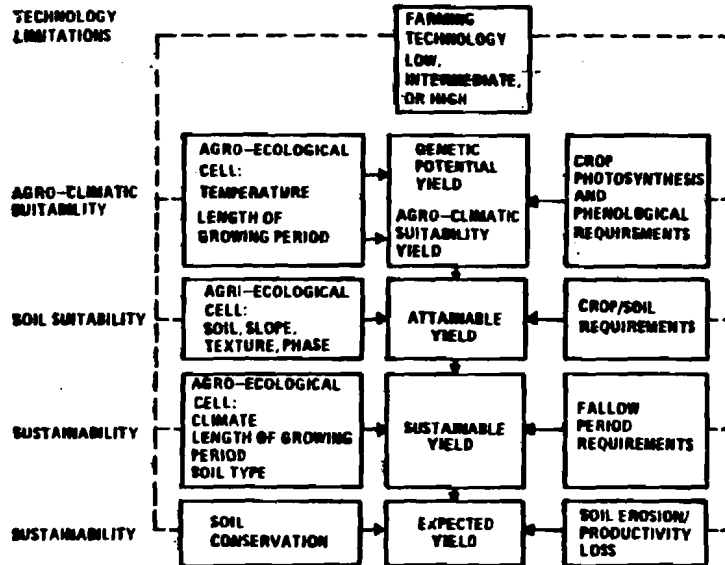 TECHNOLOGY
LIMITATIONS
FARMING
TECHNOLOGY
LOW,
INTERMEDIATE,
OR HIGH
AGRO-CLIMATIC
SUITABILITY
AGRO-ECOLOGICAL
CELL:
TEMPERATURE
LENGTH OF
GROWING PERIOD
GENETIC
POTENTIAL
YIELD
AGRO-CLIMATIC
SUITABILITY YIELD
CROP
PHOTOSYNTHESIS
AND
PHENOLOGICAL
REQUIREMENTS
SOIL SUITABILITY
AGRI-ECOLOGICAL
CELL:
SOIL, SLOPE,
TEXTURE, PHASE
ATTAINABLE
YIELD
CROP/SOIL
REQUIREMENTS
SUSTAINABILITY
AGRO-ECOLOGICAL
CELL:
CLIMATE
LENGTH OF GROWING
PERIOD
SOIL TYPE
SUSTAINABLE
YIELD
FALLOW
PERIOD
REQUIREMENTS
SUSTAINABILITY
SOIL
CONSERVATION
EXPECTED
YIELD
SOIL EROSION/
PRODUCTIVITY
LOSS